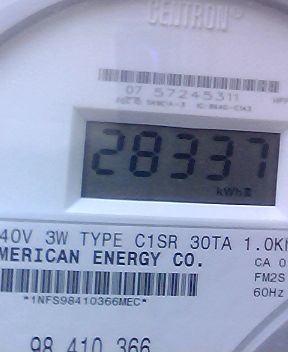 CENTRON®
07 57245311
28337
kWh
40V 3W TYPE C1SR 30TA 1.0K
MERICAN ENERGY CO.
CA 0
FM2S
*1NFS98410366MEC*
60Hz
98 410 366